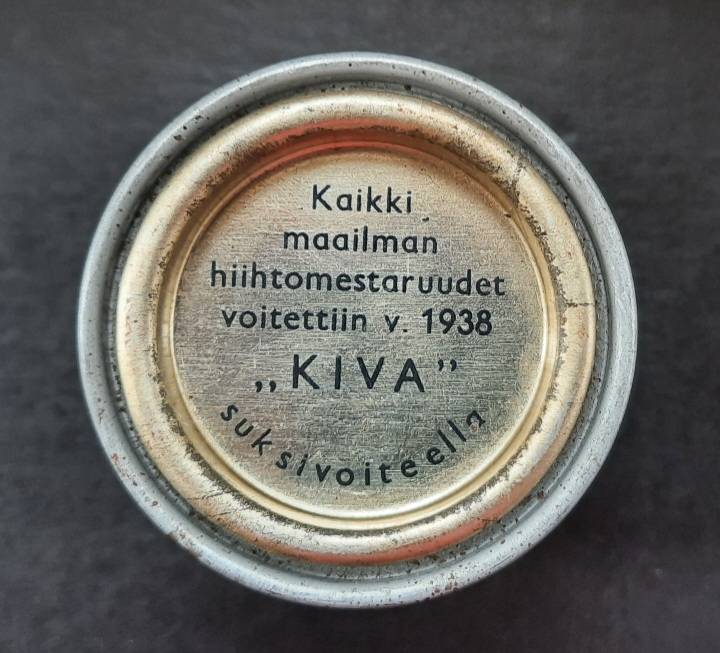 Kaikki
maailman
hiihtomestaruudet
voitettiin v. 1938
„KIVA”
suksivoiteella